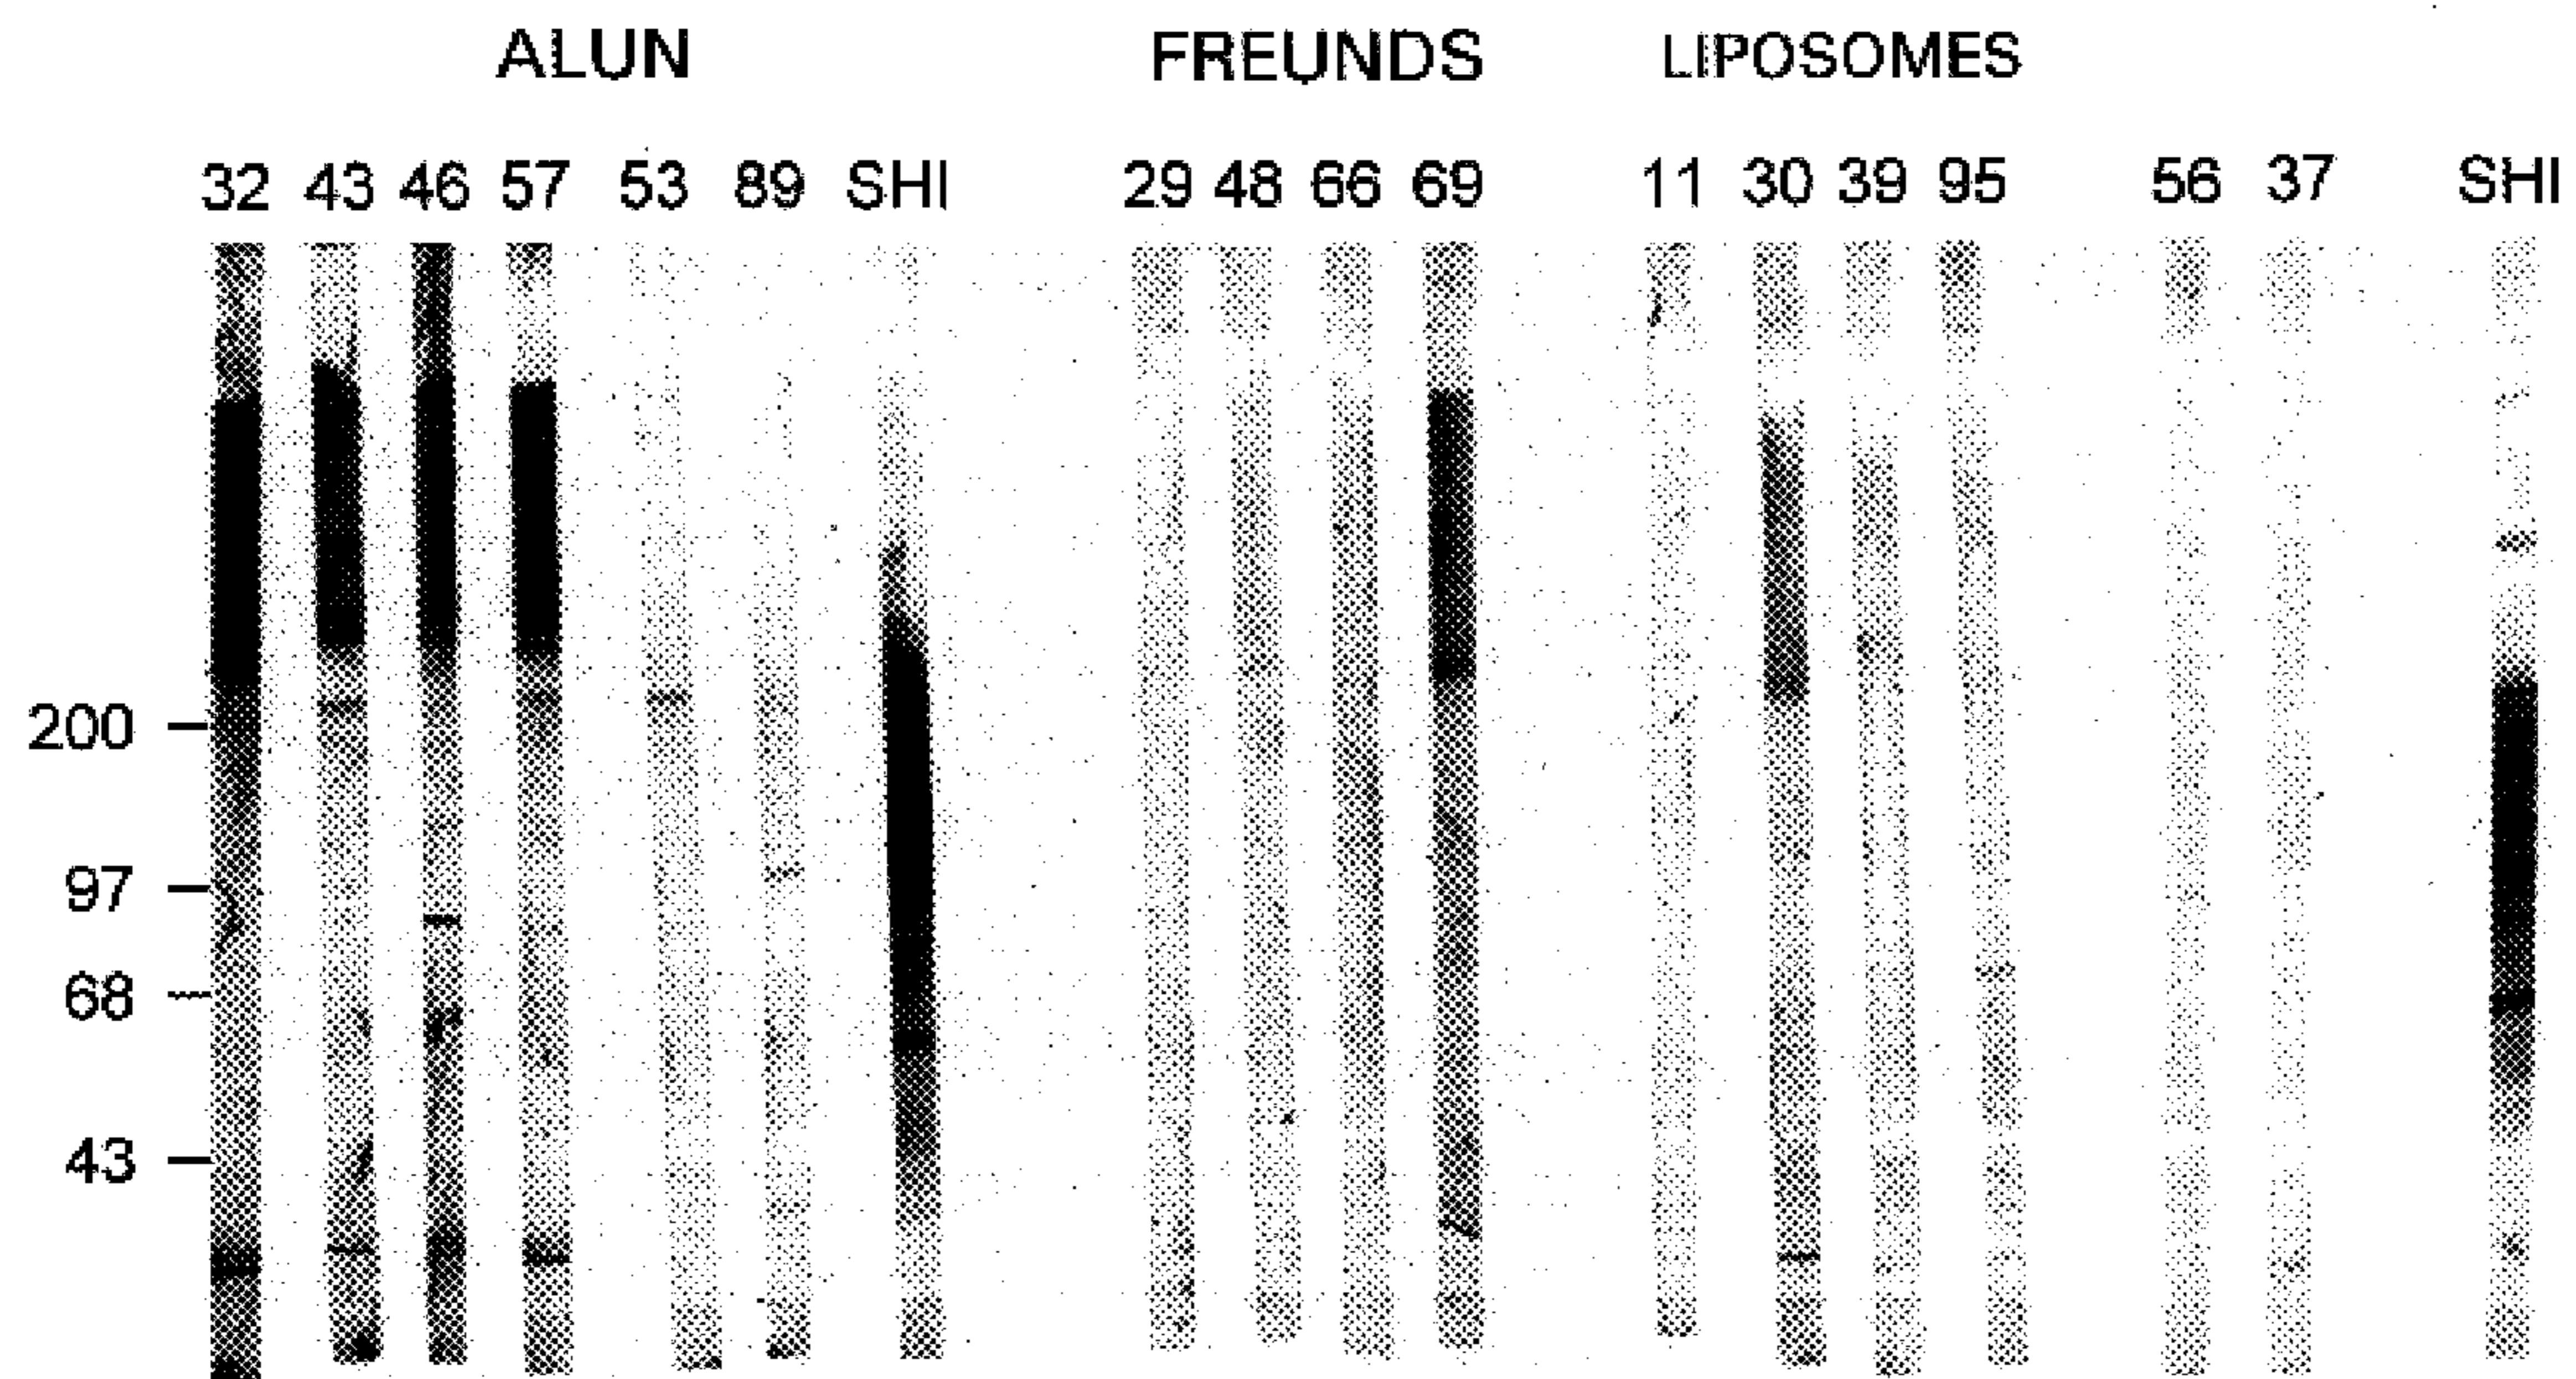 ALUN FREUNDS LIPOSOMES
32 43 46 57 53 89 SHI 29 48 66 69 11 30 39 95 56 37 SHI
200
97
68
43